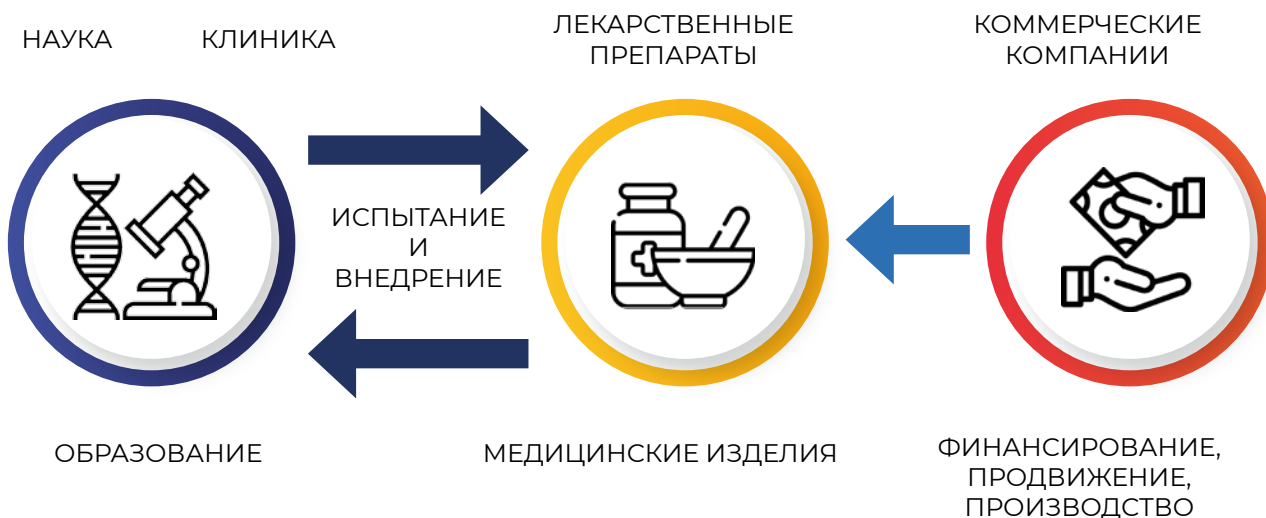 НАУКА
КЛИНИКА
ЛЕКАРСТВЕННЫЕ
ПРЕПАРАТЫ
КОММЕРЧЕСКИЕ
КОМПАНИИ
ИСПЫТАНИЕ
И
ВНЕДРЕНИЕ
ОБРАЗОВАНИЕ
МЕДИЦИНСКИЕ ИЗДЕЛИЯ
ФИНАНСИРОВАНИЕ,
ПРОДВИЖЕНИЕ,
ПРОИЗВОДСТВО